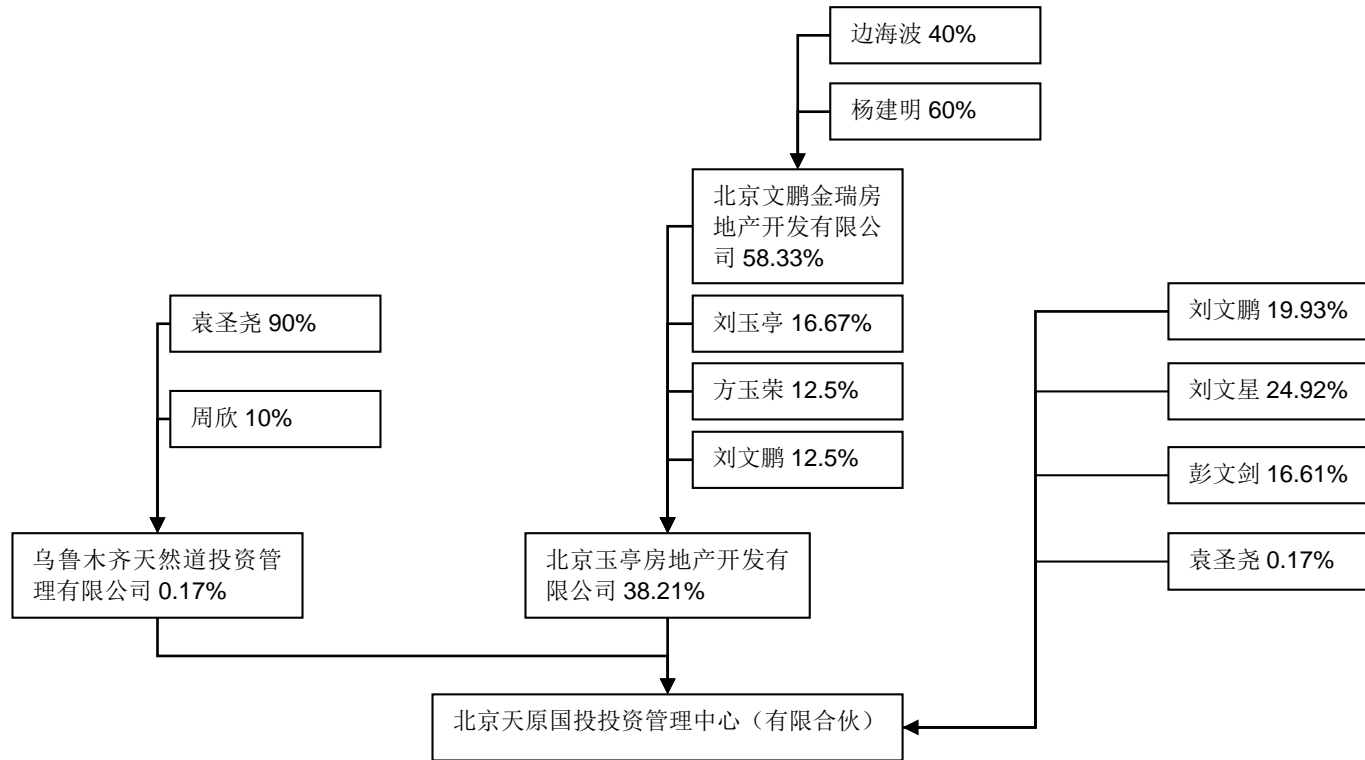 边海波 40%
杨建明 60%
北京文鹏金瑞房
地产开发有限公
司 58.33%
袁圣尧 90%
周欣 10%
刘玉亭 16.67%
方玉荣 12.5%
刘文鹏 12.5%
刘文鹏 19.93%
刘文星 24.92%
彭文剑 16.61%
袁圣尧 0.17%
乌鲁木齐天然道投资管
理有限公司 0.17%
北京玉亭房地产开发有
限公司 38.21%
北京天原国投投资管理中心（有限合伙）